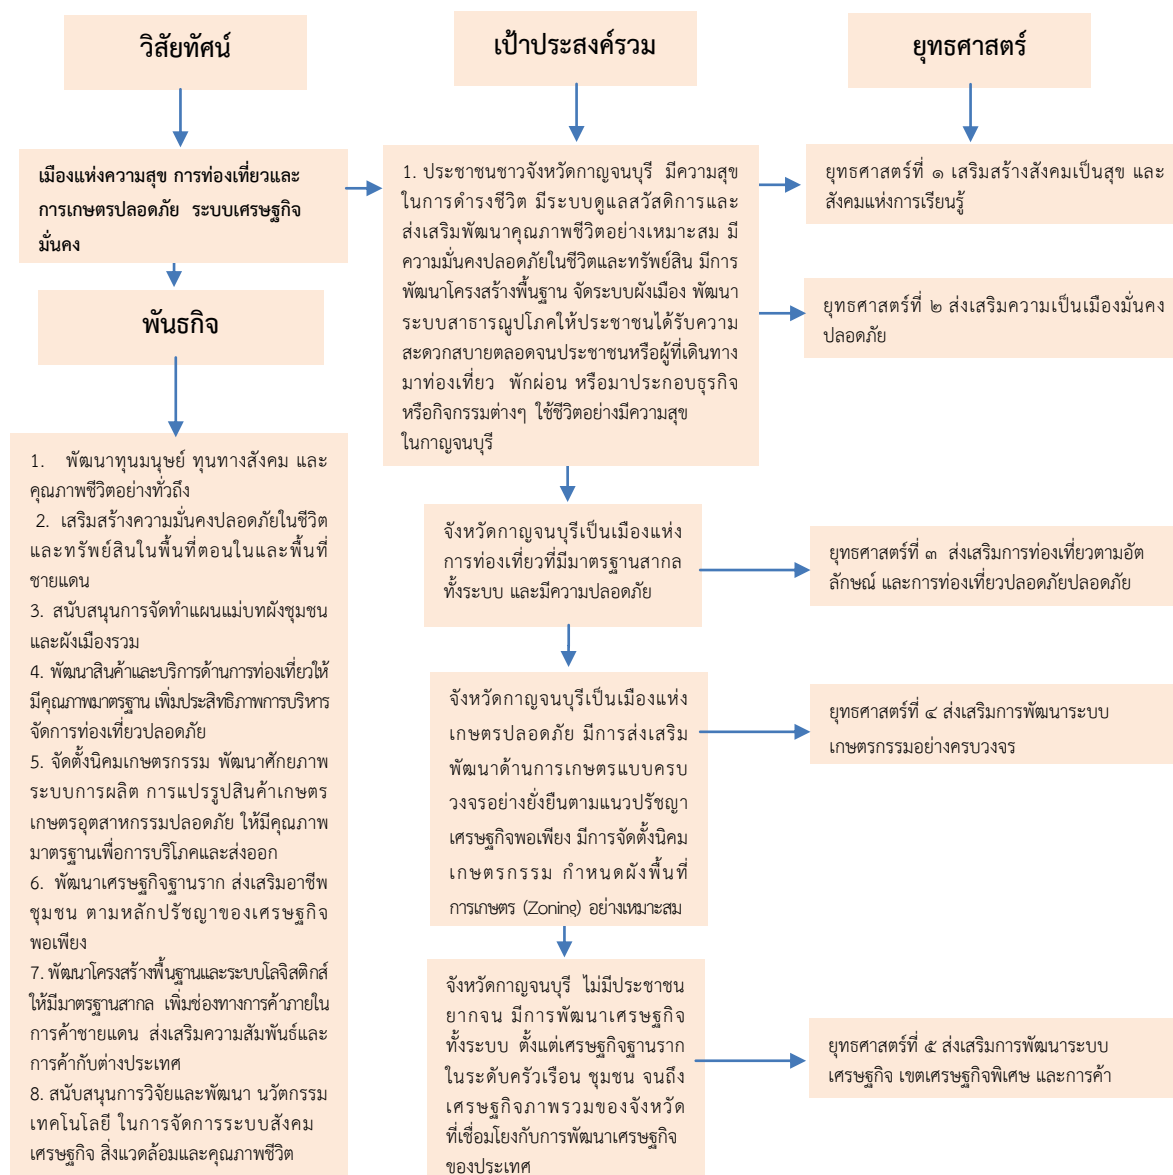 วิสัยทัศน์
เมืองแห่งความสุข การท่องเที่ยวและ
การเกษตรปลอดภัย ระบบเศรษฐกิจ
มั่นคง
พันธกิจ
1. พัฒนาทุนมนุษย์ ทุนทางสังคม และ
คุณภาพชีวิตอย่างทั่วถึง
2. เสริมสร้างความมั่นคงปลอดภัยในชีวิต
และทรัพย์สินในพื้นที่ตอนในและพื้นที่
ชายแดน
3. สนับสนุนการจัดทำแผนแม่บทผังชุมชน
และผังเมืองรวม
4. พัฒนาสินค้าและบริการด้านการท่องเที่ยวให้
มีคุณภาพมาตรฐาน เพิ่มประสิทธิภาพการบริหาร
จัดการท่องเที่ยวปลอดภัย
5. จัดตั้งนิคมเกษตรกรรม พัฒนาศักยภาพ
ระบบการผลิต การแปรรูปสินค้าเกษตร
เกษตรอุตสาหกรรมปลอดภัย ให้มีคุณภาพ
มาตรฐานเพื่อการบริโภคและส่งออก
6. พัฒนาเศรษฐกิจฐานราก ส่งเสริมอาชีพ
ชุมชน ตามหลักปรัชญาของเศรษฐกิจ
พอเพียง
7. พัฒนาโครงสร้างพื้นฐานและระบบโลจิสติกส์
ให้มีมาตรฐานสากล เพิ่มช่องทางการค้าภายใน
การค้าชายแดน ส่งเสริมความสัมพันธ์และ
การค้ากับต่างประเทศ
8. สนับสนุนการวิจัยและพัฒนา นวัตกรรม
เทคโนโลยี ในการจัดการระบบสังคม
เศรษฐกิจ สิ่งแวดล้อมและคุณภาพชีวิต
เป้าประสงค์รวม
1. ประชาชนชาวจังหวัดกาญจนบุรี มีความสุข
ในการดำรงชีวิต มีระบบดูแลสวัสดิการและ
ส่งเสริมพัฒนาคุณภาพชีวิตอย่างเหมาะสม มี
ความมั่นคงปลอดภัยในชีวิตและทรัพย์สิน มีการ
พัฒนาโครงสร้างพื้นฐาน จัดระบบผังเมือง พัฒนา
ระบบสาธารณูปโภคให้ประชาชนได้รับความ
สะดวกสบายตลอดจนประชาชนหรือผู้ที่เดินทาง
มาท่องเที่ยว พักผ่อน หรือมาประกอบธุรกิจ
หรือกิจกรรมต่างๆ ใช้ชีวิตอย่างมีความสุข
ในกาญจนบุรี
จังหวัดกาญจนบุรีเป็นเมืองแห่ง
การท่องเที่ยวที่มีมาตรฐานสากล
ทั้งระบบ และมีความปลอดภัย
จังหวัดกาญจนบุรีเป็นเมืองแห่ง
เกษตรปลอดภัย มีการส่งเสริม
พัฒนาด้านการเกษตรแบบครบ
วงจรอย่างยั่งยืนตามแนวปรัชญา
เศรษฐกิจพอเพียง มีการจัดตั้งนิคม
เกษตรกรรม กำหนดผังพื้นที่
การเกษตร (Zoning) อย่างเหมาะสม
จังหวัดกาญจนบุรี ไม่มีประชาชน
ยากจน มีการพัฒนาเศรษฐกิจ
ทั้งระบบ ตั้งแต่เศรษฐกิจฐานราก
ในระดับครัวเรือน ชุมชน จนถึง
เศรษฐกิจภาพรวมของจังหวัด
ที่เชื่อมโยงกับการพัฒนาเศรษฐกิจ
ของประเทศ
ยุทธศาสตร์
ยุทธศาสตร์ที่ ๑ เสริมสร้างสังคมเป็นสุข และ
สังคมแห่งการเรียนรู้
ยุทธศาสตร์ที่ ๒ ส่งเสริมความเป็นเมืองมั่นคง
ปลอดภัย
ยุทธศาสตร์ที่ ๓ ส่งเสริมการท่องเที่ยวตามอัต
ลักษณ์ และการท่องเที่ยวปลอดภัยปลอดภัย
ยุทธศาสตร์ที่ ๔ ส่งเสริมการพัฒนาระบบ
เกษตรกรรมอย่างครบวงจร
ยุทธศาสตร์ที่ ๕ ส่งเสริมการพัฒนาระบบ
เศรษฐกิจ เขตเศรษฐกิจพิเศษ และการค้า